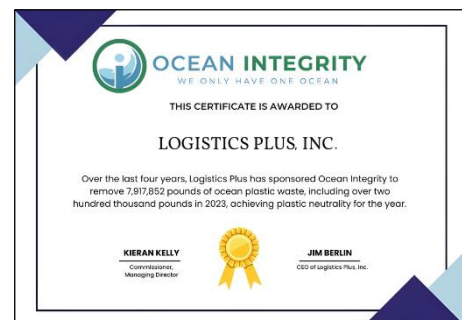 OCEAN INTEGRITY
WE ONLY HAVE ONE OCEAN
THIS CERTIFICATE IS AWARDED TO
LOGISTICS PLUS, INC.
Over the last four years, Logistics Plus has sponsored Ocean Integrity to
remove 7,917,852 pounds of ocean plastic waste, including over two
hundred thousand pounds in 2023, achieving plastic neutrality for the year.
KIERAN KELLY
Commissioner,
Managing Director
JIM BERLIN
CEO of Logistics Plus, Inc.